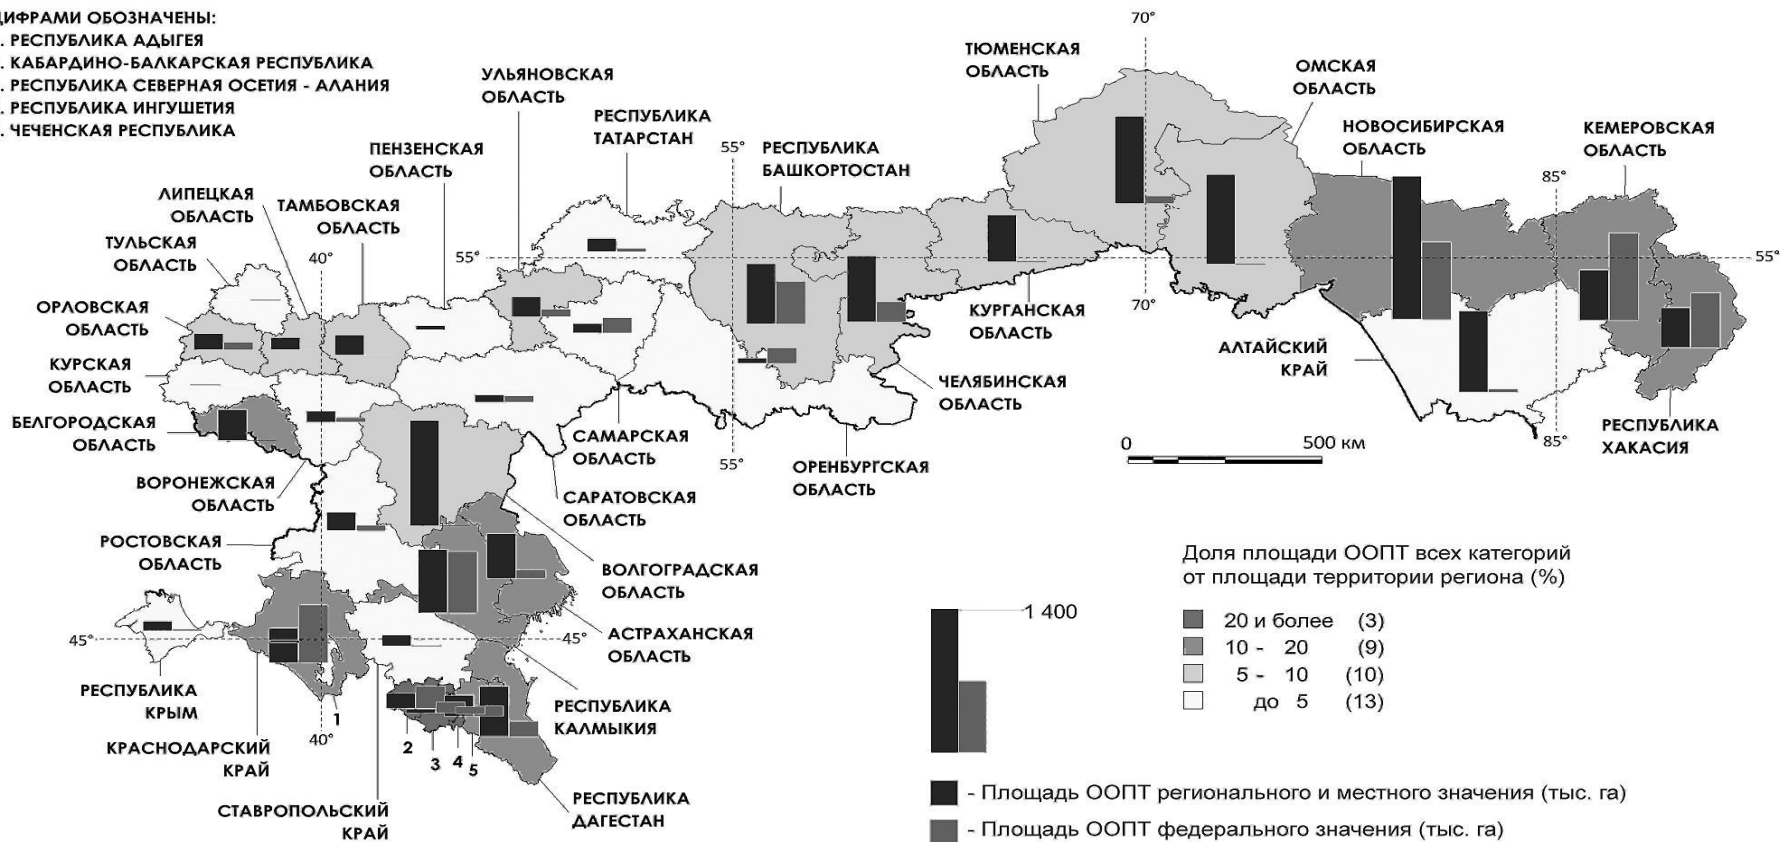 ЦИФРАМИ ОБОЗНАЧЕНЫ:
. РЕСПУБЛИКА АДЫГЕЯ
. КАБАРДИНО-БАЛКАРСКАЯ РЕСПУБЛИКА
. РЕСПУБЛИКА СЕВЕРНАЯ ОСЕТИЯ - АЛАНИЯ
. РЕСПУБЛИКА ИНГУШЕТИЯ
. ЧЕЧЕНСКАЯ РЕСПУБЛИКА
УЛЬЯНОВСКАЯ
ОБЛАСТЬ
РЕСПУБЛИКА
ТАТАРСТАН
ПЕНЗЕНСКАЯ
ОБЛАСТЬ
ЛИПЕЦКАЯ
ОБЛАСТЬ
ТАМБОВСКАЯ
ОБЛАСТЬ
ТУЛЬСКАЯ
ОБЛАСТЬ
ОРЛОВСКАЯ
ОБЛАСТЬ
КУРСКАЯ
ОБЛАСТЬ
БЕЛГОРОДСКАЯ
ОБЛАСТЬ
ВОРОНЕЖСКАЯ
ОБЛАСТЬ
РОСТОВСКАЯ
ОБЛАСТЬ
РЕСПУБЛИКА
КРЫМ
КРАСНОДАРСКИЙ
КРАЙ
СТАВРОПОЛЬСКИЙ
КРАЙ
РЕСПУБЛИКА
ДАГЕСТАН
РЕСПУБЛИКА
КАЛМЫКИЯ
АСТРАХАНСКАЯ
ОБЛАСТЬ
ВОЛГОГРАДСКАЯ
ОБЛАСТЬ
САРАТОВСКАЯ
ОБЛАСТЬ
САМАРСКАЯ
ОБЛАСТЬ
ОРЕНБУРГСКАЯ
ОБЛАСТЬ
РЕСПУБЛИКА
БАШКОРТОСТАН
ЧЕЛЯБИНСКАЯ
ОБЛАСТЬ
КУРГАНСКАЯ
ОБЛАСТЬ
ТЮМЕНСКАЯ
ОБЛАСТЬ
ОМСКАЯ
ОБЛАСТЬ
НОВОСИБИРСКАЯ
ОБЛАСТЬ
КЕМЕРОВСКАЯ
ОБЛАСТЬ
АЛТАЙСКИЙ
КРАЙ
РЕСПУБЛИКА
ХАКАСИЯ
40°
55°
55°
70°
85°
55°
45°
45°
40°
55°
70°
85°
1
2
3
4
5
0 500 км
Доля площади ООПТ всех категорий
от площади территории региона (%)
20 и более (3)
10 - 20 (9)
5 - 10 (10)
до 5 (13)
1 400
- Площадь ООПТ регионального и местного значения (тыс. га)
- Площадь ООПТ федерального значения (тыс. га)